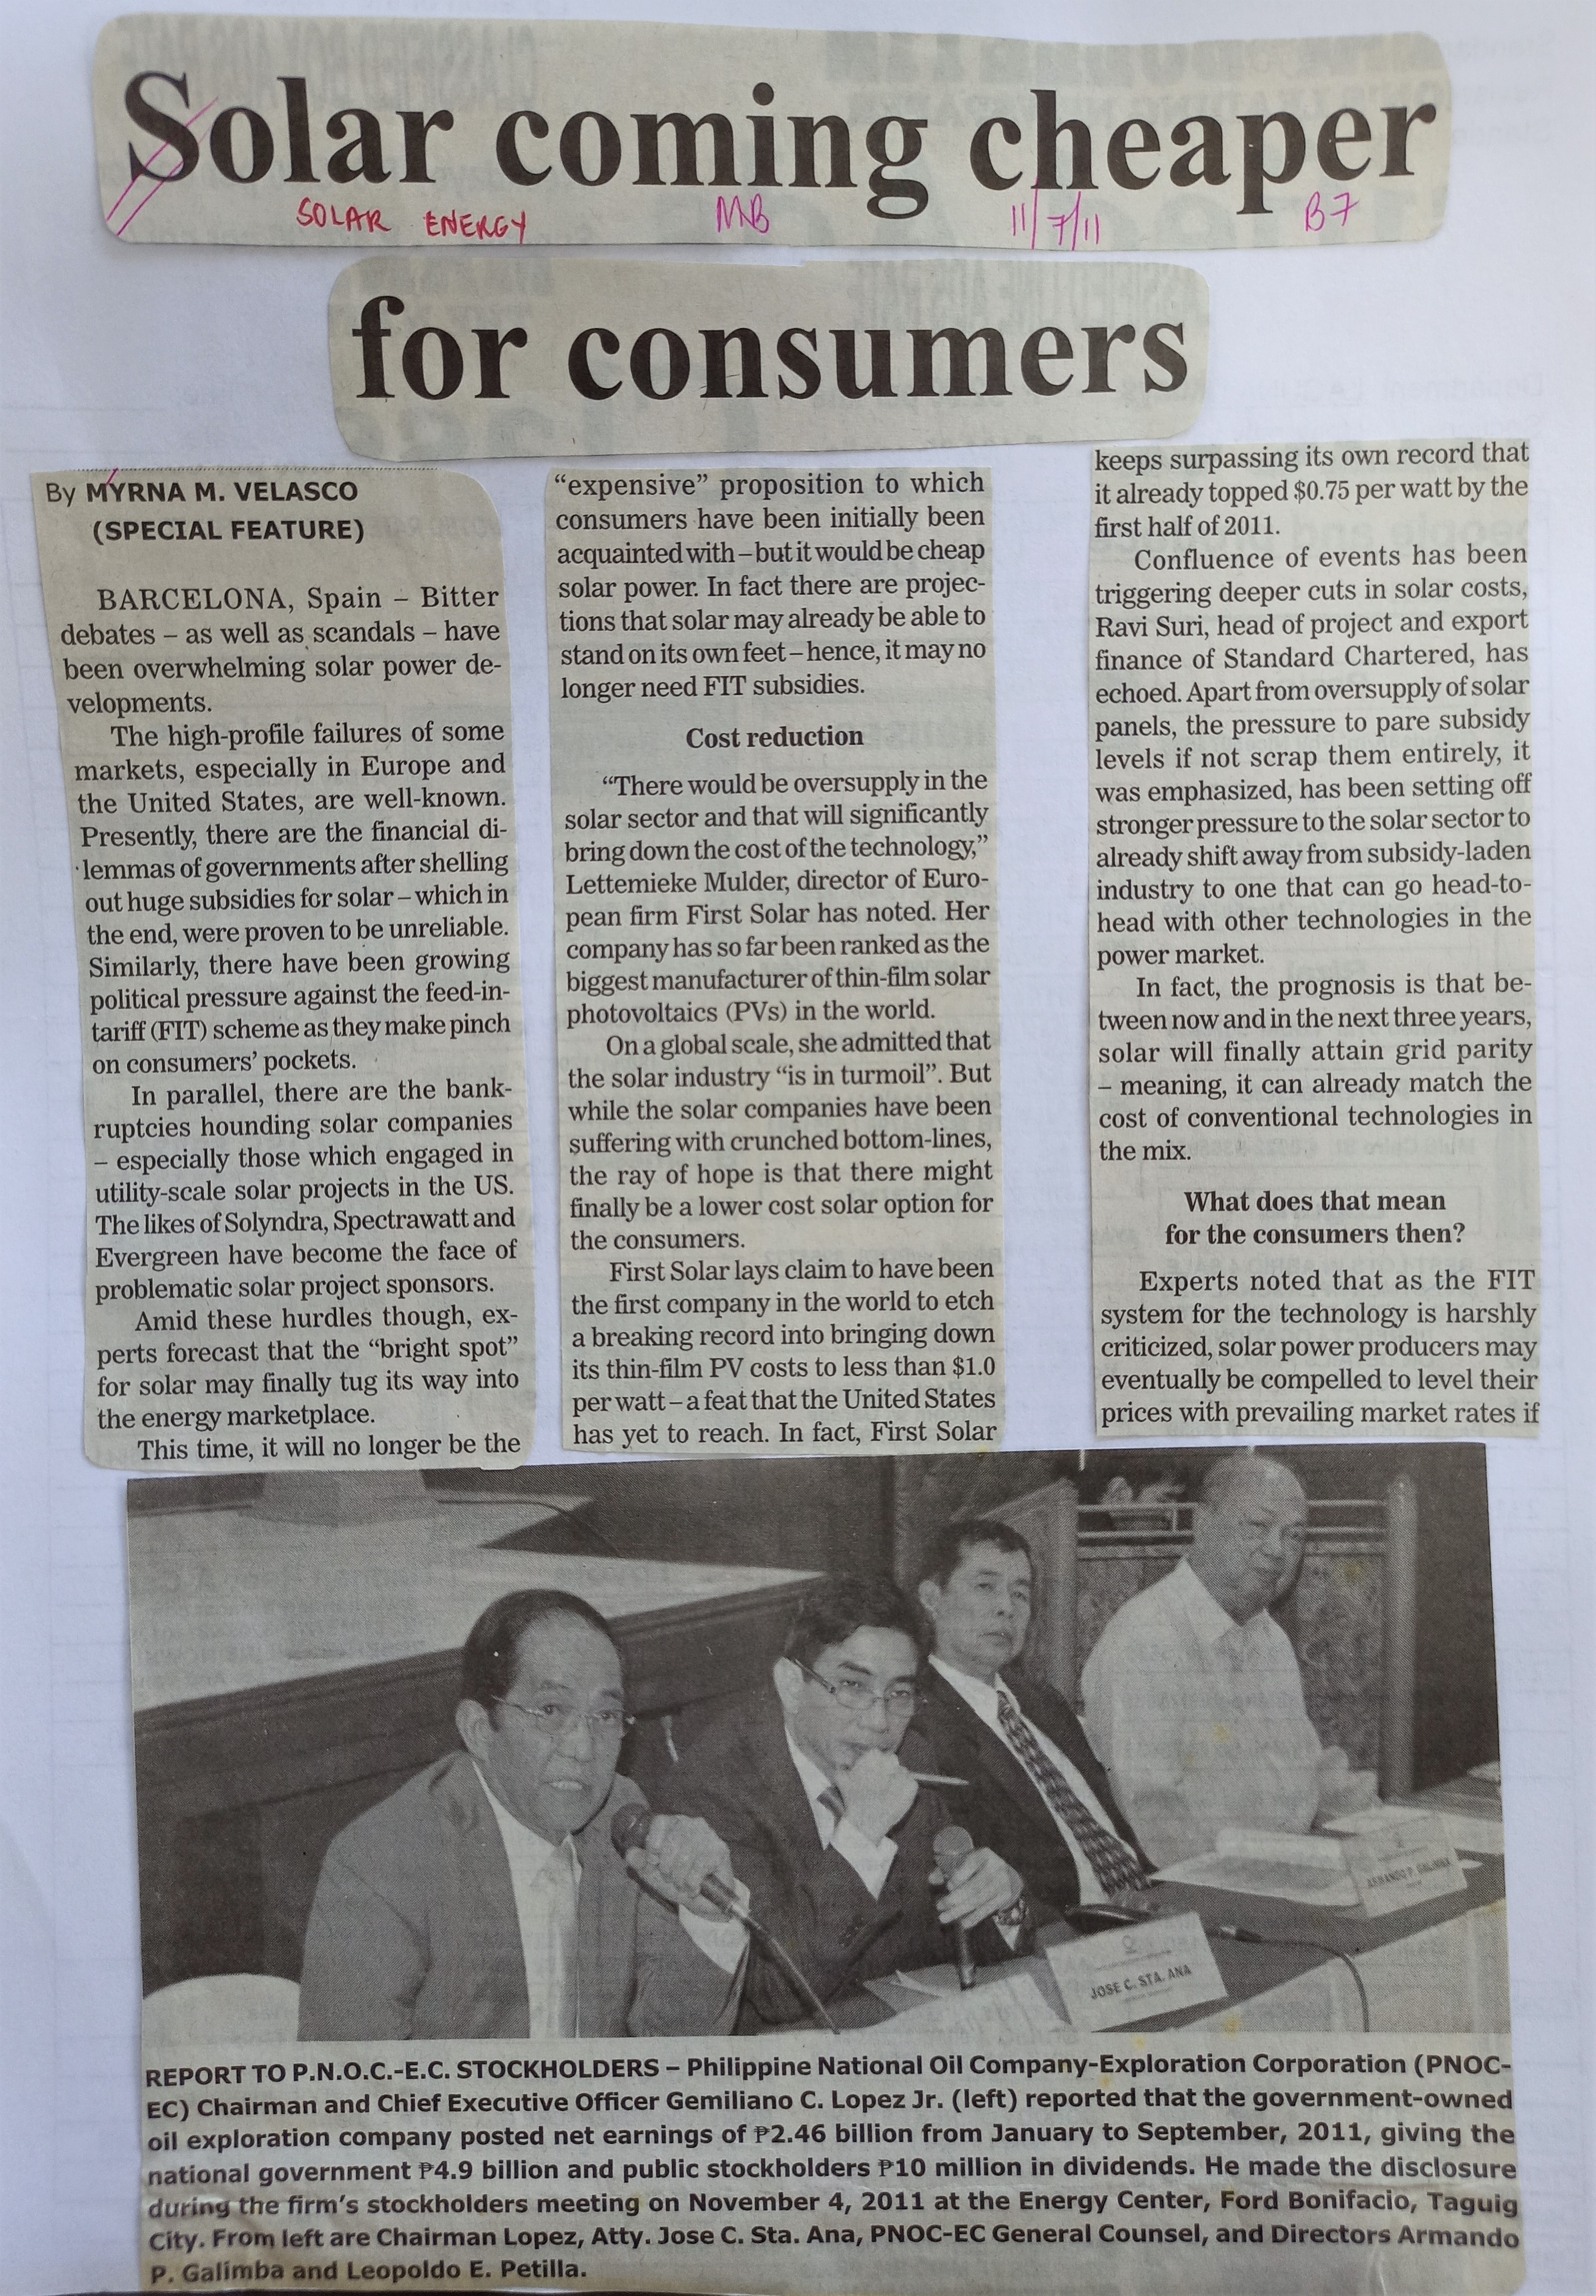 Solar coming cheaper
SOLAR ENERGY MB 11/7/11 B7
for consumers
By MYRNA M. VELASCO
(SPECIAL FEATURE)
BARCELONA, Spain – Bitter
debates – as well as scandals – have
been overwhelming solar power de-
velopments.
The high-profile failures of some
markets, especially in Europe and
the United States, are well-known.
Presently, there are the financial di-
lemmas of governments after shelling
out huge subsidies for solar – which in
the end, were proven to be unreliable.
Similarly, there have been growing
political pressure against the feed-in-
tariff (FIT) scheme as they make pinch
on consumers' pockets.
In parallel, there are the bank-
ruptcies hounding solar companies
– especially those which engaged in
utility-scale solar projects in the US.
The likes of Solyndra, Spectrawatt and
Evergreen have become the face of
problematic solar project sponsors.
Amid these hurdles though, ex-
perts forecast that the “bright spot”
for solar may finally tug its way into
the energy marketplace.
This time, it will no longer be the
“expensive” proposition to which
consumers have been initially been
acquainted with – but it would be cheap
solar power. In fact there are projec-
tions that solar may already be able to
stand on its own feet – hence, it may no
longer need FIT subsidies.
Cost reduction
“There would be oversupply in the
solar sector and that will significantly
bring down the cost of the technology,”
Lettemieke Mulder, director of Euro-
pean firm First Solar has noted. Her
company has so far been ranked as the
biggest manufacturer of thin-film solar
photovoltaics (PVs) in the world.
On a global scale, she admitted that
the solar industry “is in turmoil”. But
while the solar companies have been
suffering with crunched bottom-lines,
the ray of hope is that there might
finally be a lower cost solar option for
the consumers.
First Solar lays claim to have been
the first company in the world to etch
a breaking record into bringing down
its thin-film PV costs to less than $1.0
per watt – a feat that the United States
has yet to reach. In fact, First Solar
keeps surpassing its own record that
it already topped $0.75 per watt by the
first half of 2011.
Confluence of events has been
triggering deeper cuts in solar costs,
Ravi Suri, head of project and export
finance of Standard Chartered, has
echoed. Apart from oversupply of solar
panels, the pressure to pare subsidy
levels if not scrap them entirely, it
was emphasized, has been setting off
stronger pressure to the solar sector to
already shift away from subsidy-laden
industry to one that can go head-to-
head with other technologies in the
power market.
In fact, the prognosis is that be-
tween now and in the next three years,
solar will finally attain grid parity
– meaning, it can already match the
cost of conventional technologies in
the mix.
What does that mean
for the consumers then?
Experts noted that as the FIT
system for the technology is harshly
criticized, solar power producers may
eventually be compelled to level their
prices with prevailing market rates if
ARMANDO P. GALIMBA
JOSE C. STA. ANA
REPORT TO P.N.O.C.-E.C. STOCKHOLDERS – Philippine National Oil Company-Exploration Corporation (PNOC-
EC) Chairman and Chief Executive Officer Gemiliano C. Lopez Jr. (left) reported that the government-owned
oil exploration company posted net earnings of ₱2.46 billion from January to September, 2011, giving the
national government ₱4.9 billion and public stockholders ₱10 million in dividends. He made the disclosure
during the firm's stockholders meeting on November 4, 2011 at the Energy Center, Ford Bonifacio, Taguig
City. From left are Chairman Lopez, Atty. Jose C. Sta. Ana, PNOC-EC General Counsel, and Directors Armando
P. Galimba and Leopoldo E. Petilla.